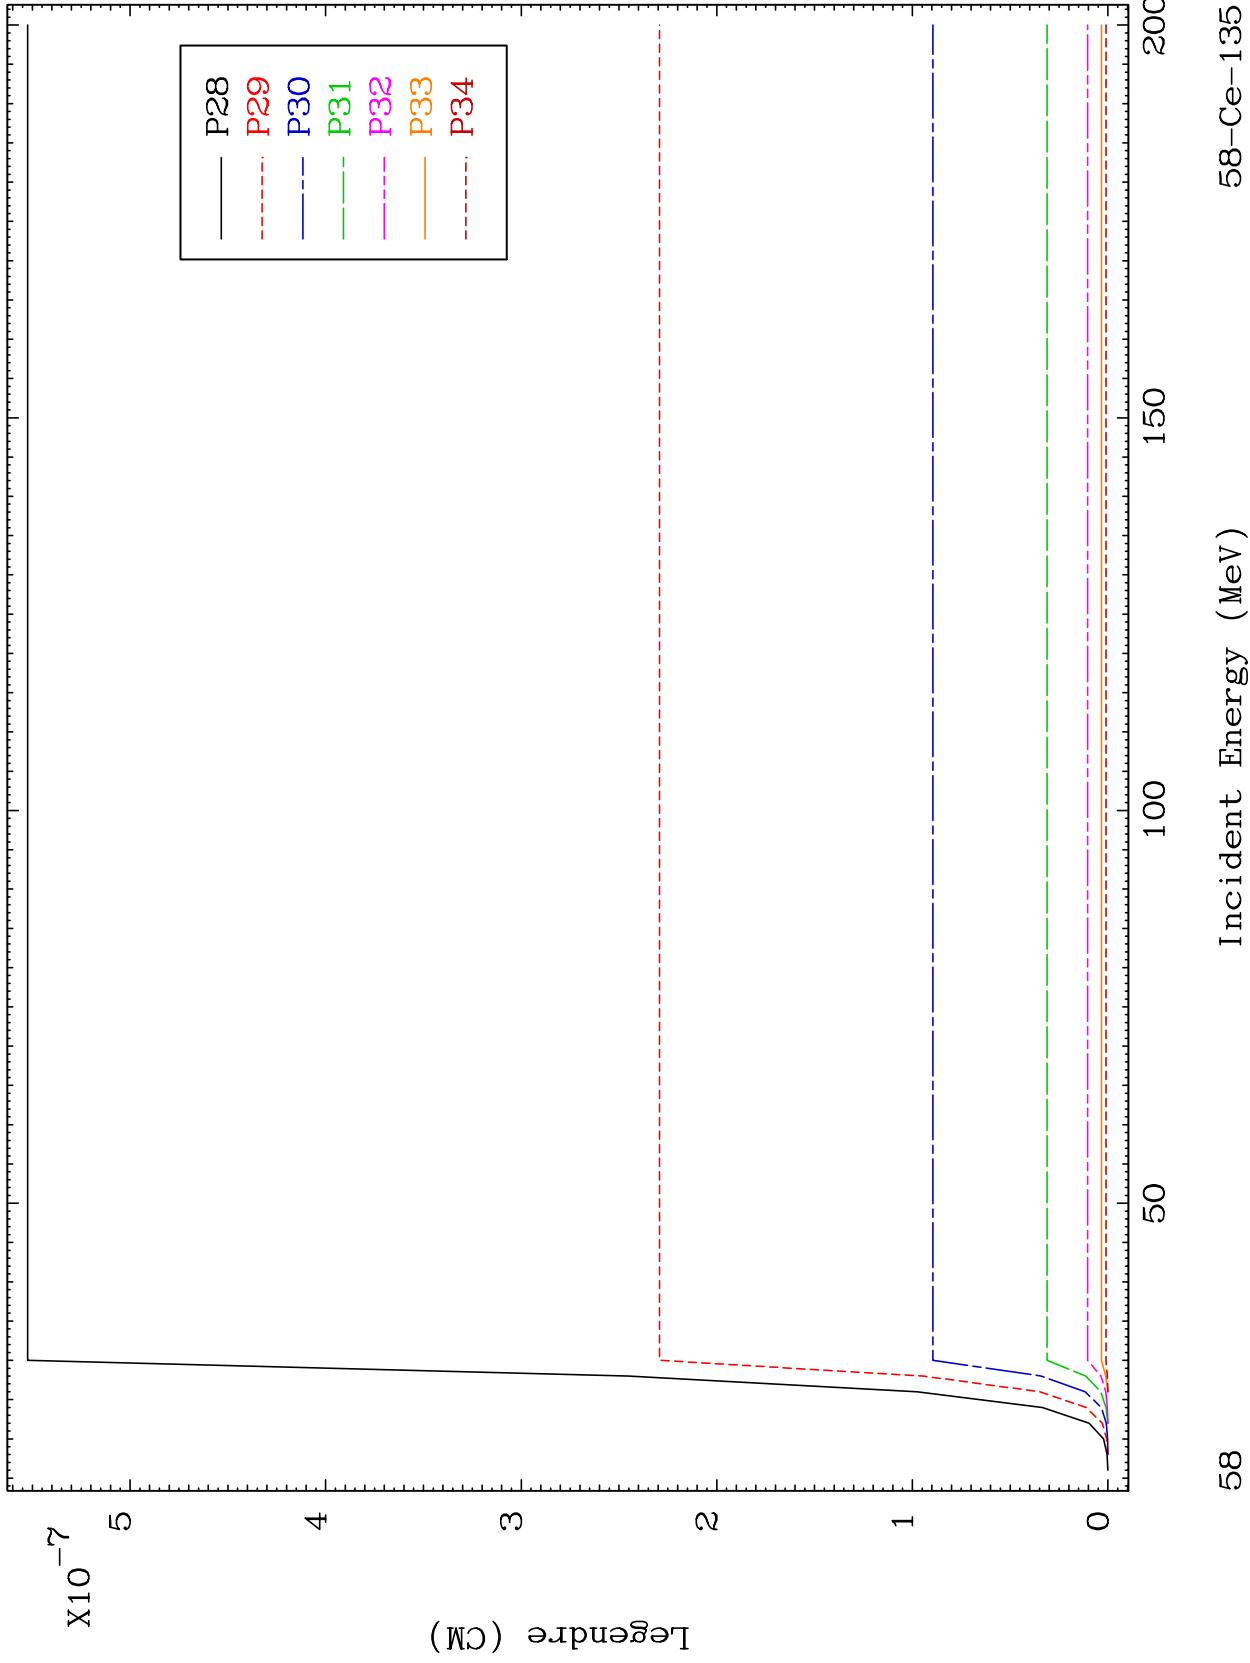 X10-7
5
4
3
2
1
0
Legendre (CM)
P28
P29
P30
P31
P32
P33
P34
50
100
150
200
58
Incident Energy (MeV)
58-Ce-135